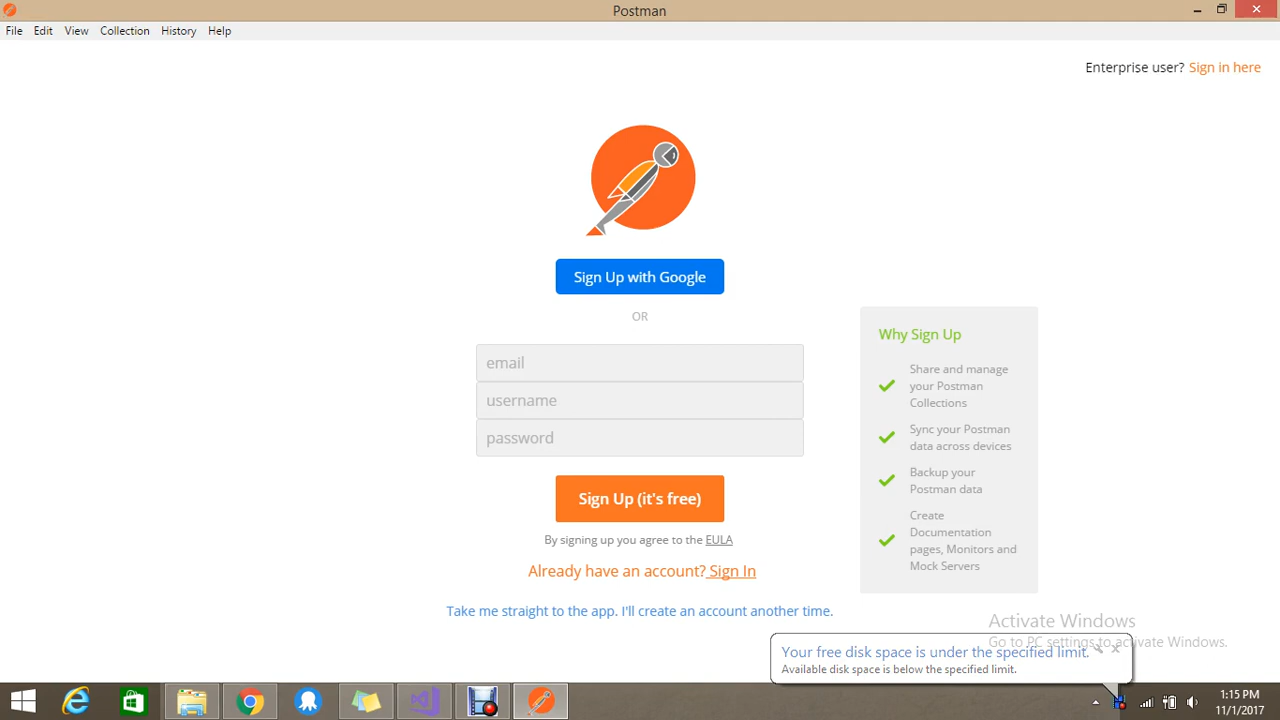 Postman
File Edit View Collection History Help
Enterprise user? Sign in here
Sign Up with Google
OR
email
username
password
Sign Up (it's free)
By signing up you agree to the EULA
Already have an account? Sign In
Take me straight to the app. I'll create an account another time.
Why Sign Up
Share and manage
your Postman
Collections
Sync your Postman
data across devices
Backup your
Postman data
Create
Documentation
pages, Monitors and
Mock Servers
Activate Windows
Go to PC settings to activate Windows.
Your free disk space is under the specified limit.
Available disk space is below the specified limit.
1:15 PM
11/1/2017